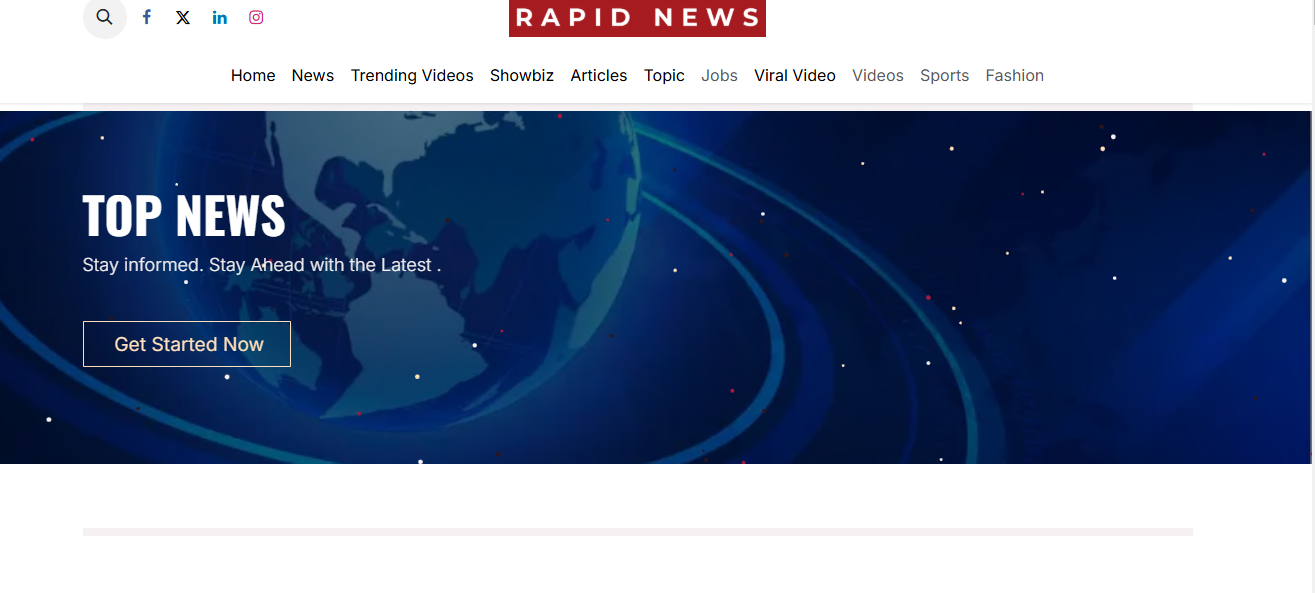 RAPID NEWS
Home News Trending Videos Showbiz Articles Topic Jobs Viral Video Videos Sports Fashion
TOP NEWS
Stay informed. Stay Ahead with the Latest .
Get Started Now